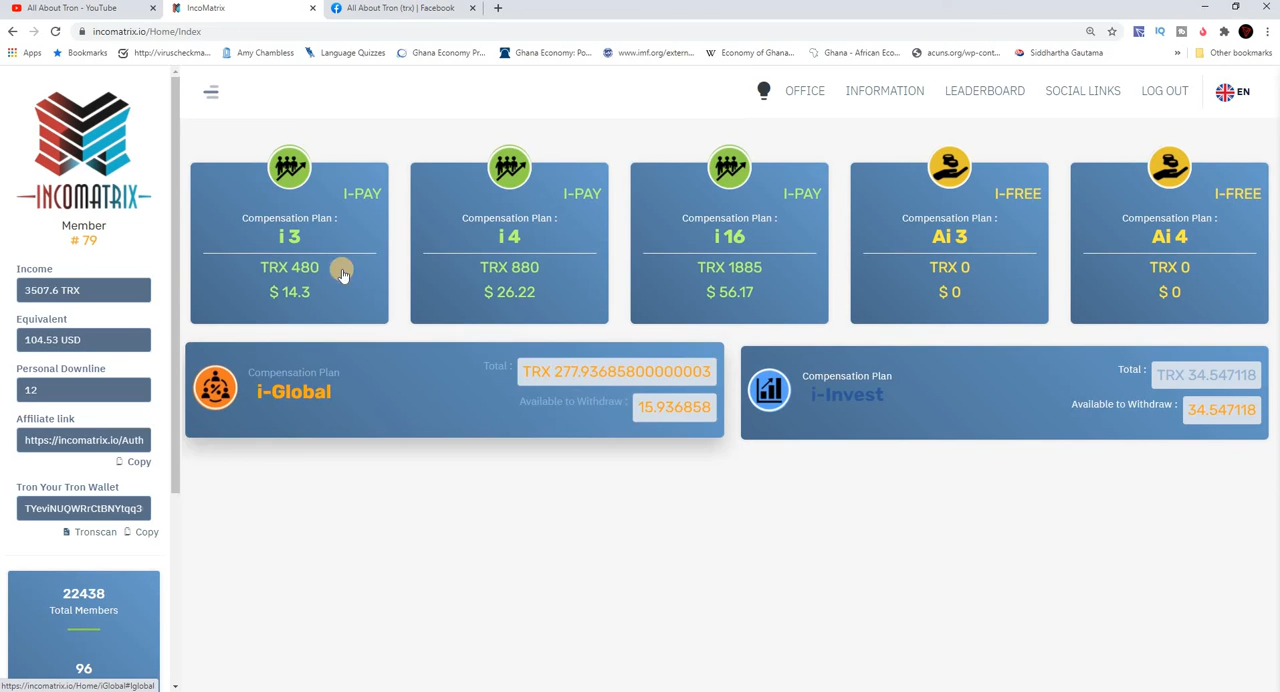 All About Tron - YouTube
IncoMatrix
All About Tron (trx) | Facebook
incomatrix.io/Home/Index
Apps
Bookmarks
http://viruscheckma...
Amy Chambless
Language Quizzes
Ghana Economy Pr...
Ghana Economy: Po...
www.imf.org/extern...
Economy of Ghana...
Ghana - African Eco...
acuns.org/wp-cont...
Siddhartha Gautama
»
Other bookmarks
INCOMATRIX
Member
# 79
Income
3507.6 TRX
Equivalent
104.53 USD
Personal Downline
12
Affiliate link
https://incomatrix.io/Auth
Copy
Tron Your Tron Wallet
TYeviNUQWRrCtBNYtqq3
Tronscan Copy
22438
Total Members
96
https://incomatrix.io/Home/iGlobal#Iglobal
OFFICE
INFORMATION
LEADERBOARD
SOCIAL LINKS
LOG OUT
EN
I-PAY
Compensation Plan :
i 3
TRX 480
$ 14.3
I-PAY
Compensation Plan :
i 4
TRX 880
$ 26.22
I-PAY
Compensation Plan :
i 16
TRX 1885
$ 56.17
I-FREE
Compensation Plan :
Ai 3
TRX 0
$ 0
I-FREE
Compensation Plan :
Ai 4
TRX 0
$ 0
Compensation Plan
i-Global
Total : TRX 277.93685800000003
Available to Withdraw : 15.936858
Compensation Plan
i-Invest
Total : TRX 34.547118
Available to Withdraw : 34.547118